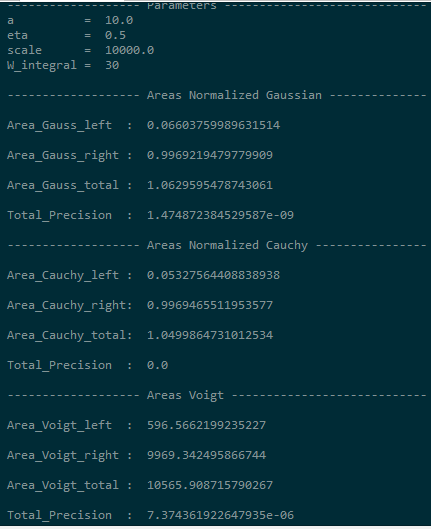 ------------------- Parameters ----------------------------
a          =  10.0
eta        =  0.5
scale      =  10000.0
W_integral =  30
------------------- Areas Normalized Gaussian --------------
Area_Gauss_left  :  0.06603759989631514
Area_Gauss_right :  0.9969219479779909
Area_Gauss_total :  1.0629595478743061
Total_Precision  :  1.474872384529587e-09
------------------- Areas Normalized Cauchy ----------------
Area_Cauchy_left :  0.05327564408838938
Area_Cauchy_right:  0.9969465511953577
Area_Cauchy_total:  1.0499864731012534
Total_Precision  :  0.0
------------------- Areas Voigt ----------------------------
Area_Voigt_left  :  596.5662199235227
Area_Voigt_right :  9969.342495866744
Area_Voigt_total :  10565.908715790267
Total_Precision  :  7.374361922647935e-06